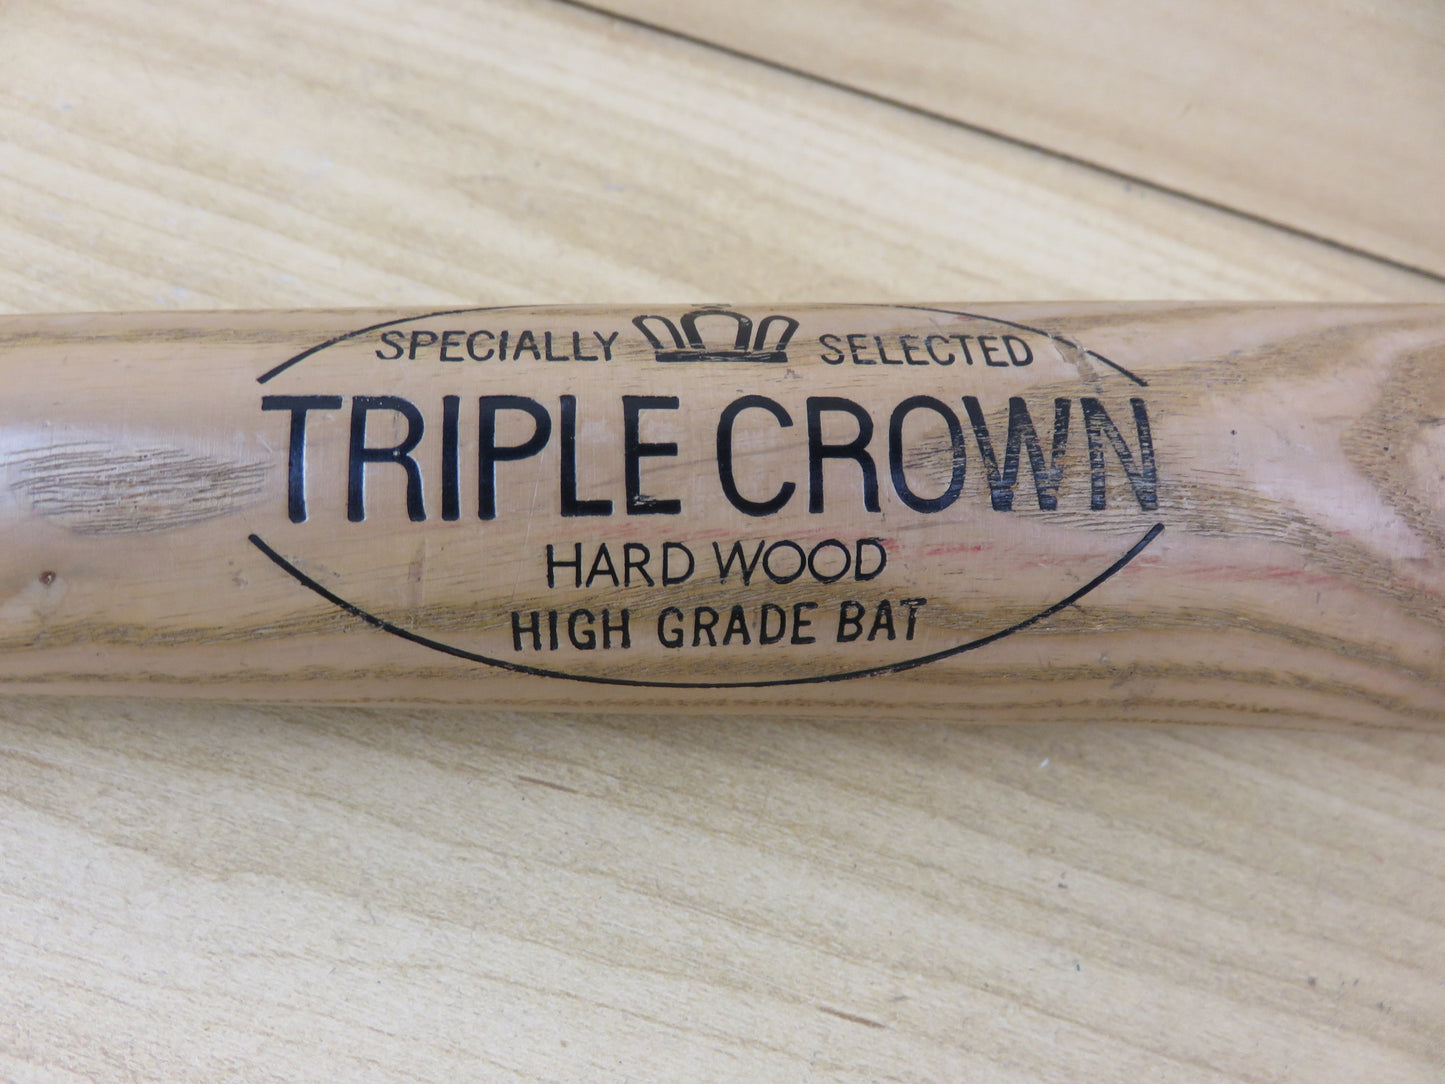 SPECIALLY SELECTED
TRIPLE CROWN
HARD WOOD
HIGH GRADE BAT